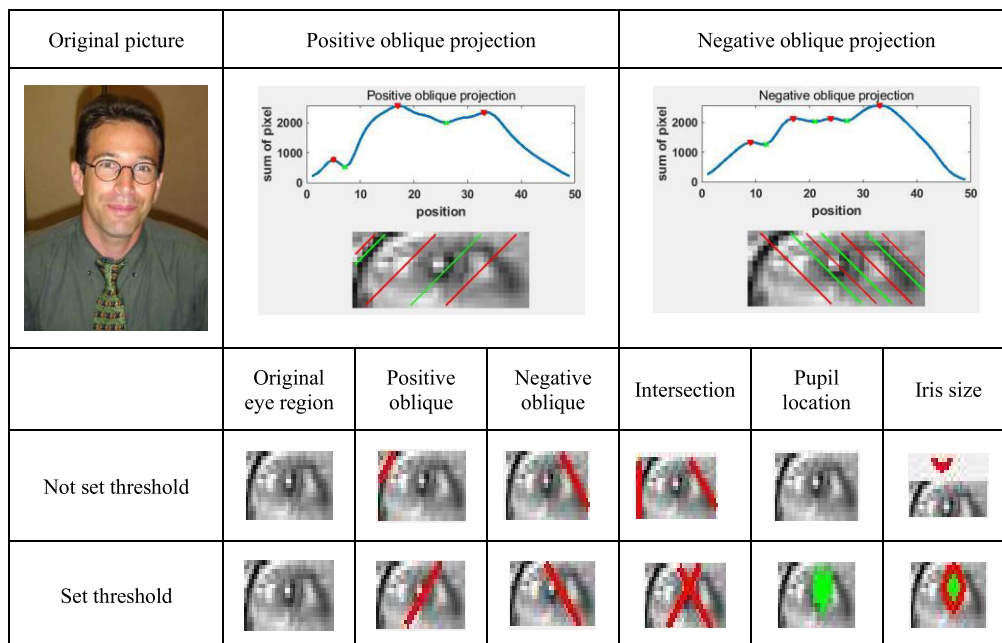 Original picture
Positive oblique projection
Negative oblique projection
Positive oblique projection
sum of pixel
2000
1000
0
0 10 20 30 40 50
position
Negative oblique projection
sum of pixel
2000
1000
0
0 10 20 30 40 50
position
Original
eye region
Positive
oblique
Negative
oblique
Intersection
Pupil
location
Iris size
Not set threshold
Set threshold